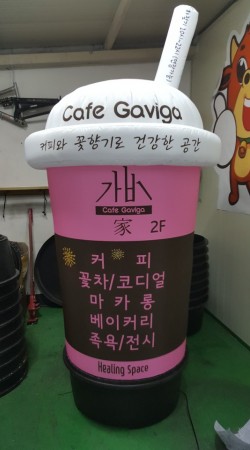 Cafe Gaviga
커피와 꽃향기로 건강한 공간
가비
Cafe Gaviga
家 2F
커 피
꽃차/코디얼
마 카 롱
베이커리
족욕/전시
Healing Space